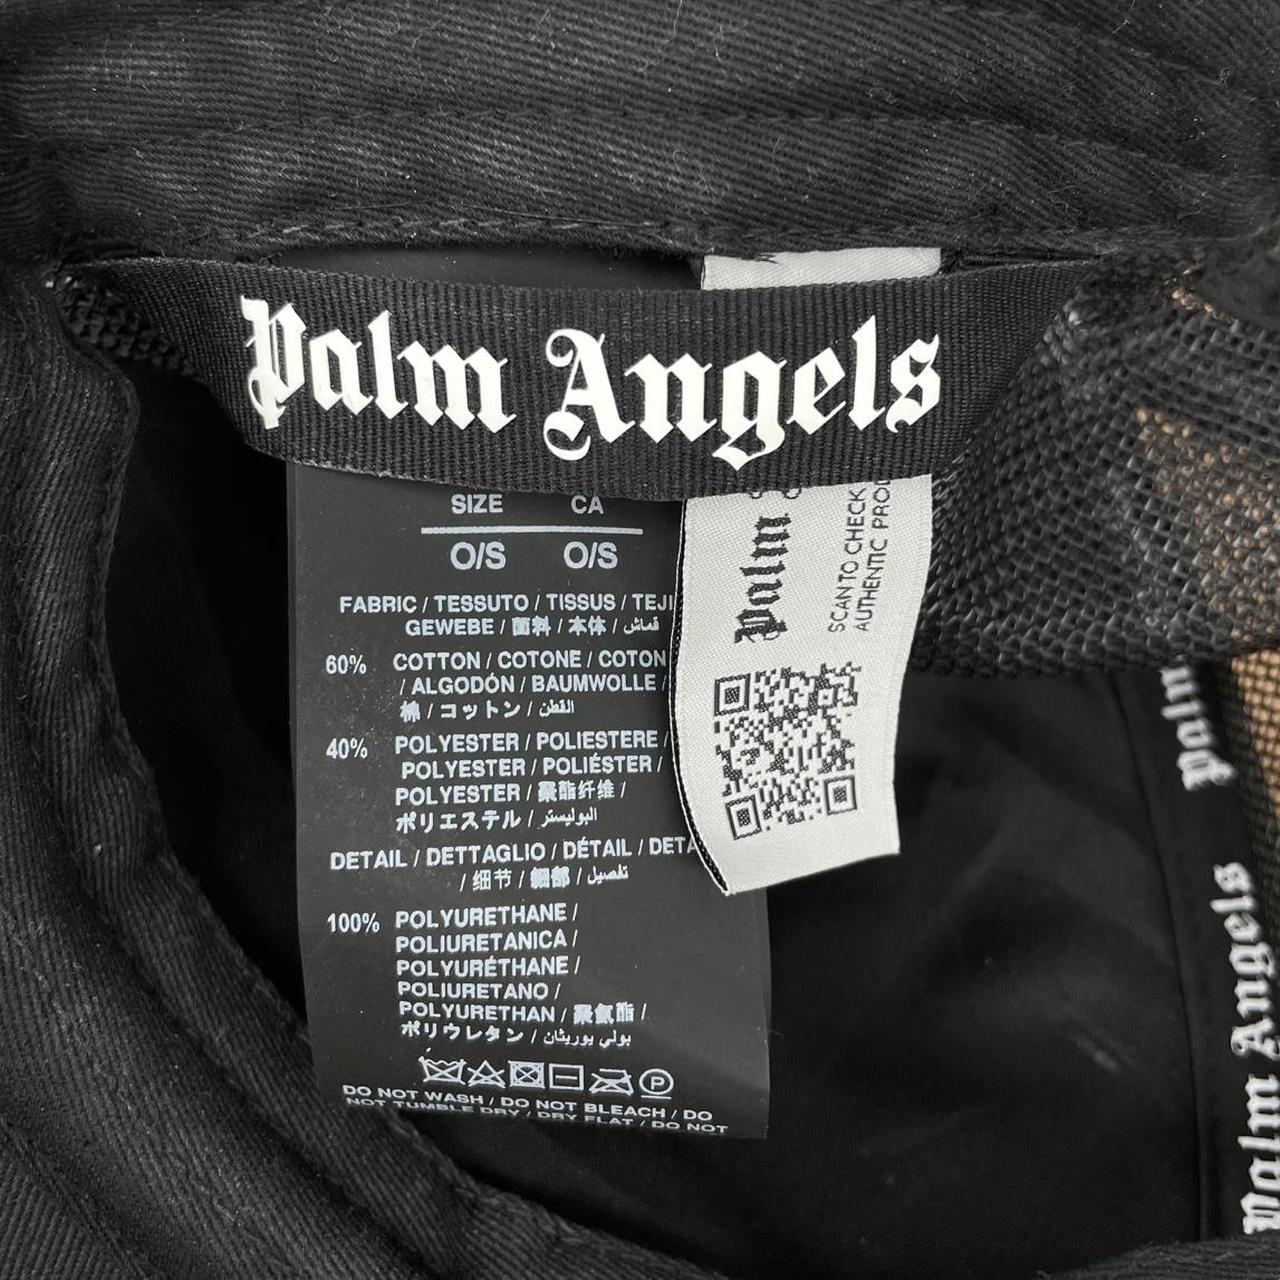 Palm Angels
SIZE CA
O/S O/S
FABRIC / TESSUTO / TISSUS / TEJI
GEWEBE / 面料 / 本体 / قماش
60% COTTON / COTONE / COTON
/ ALGODÓN / BAUMWOLLE /
棉 / コットン / القطن
40% POLYESTER / POLIESTERE /
POLYESTER / POLIÉSTER /
POLYESTER / 聚酯纤维 /
ポリエステル / البوليستر
DETAIL / DETTAGLIO / DÉTAIL / DETA
/ 细节 / 細部 / تفصيل
100% POLYURETHANE /
POLIURETANICA /
POLYURÉTHANE /
POLIURETANO /
POLYURETHAN / 聚氨酯 /
ポリウレタン / بولي يوريثان
DO NOT WASH / DO NOT BLEACH / DO
NOT TUMBLE DRY / DRY FLAT / DO NOT
Palm
SCAN TO CHECK
AUTHENTIC PROD
Palm
Palm Angels